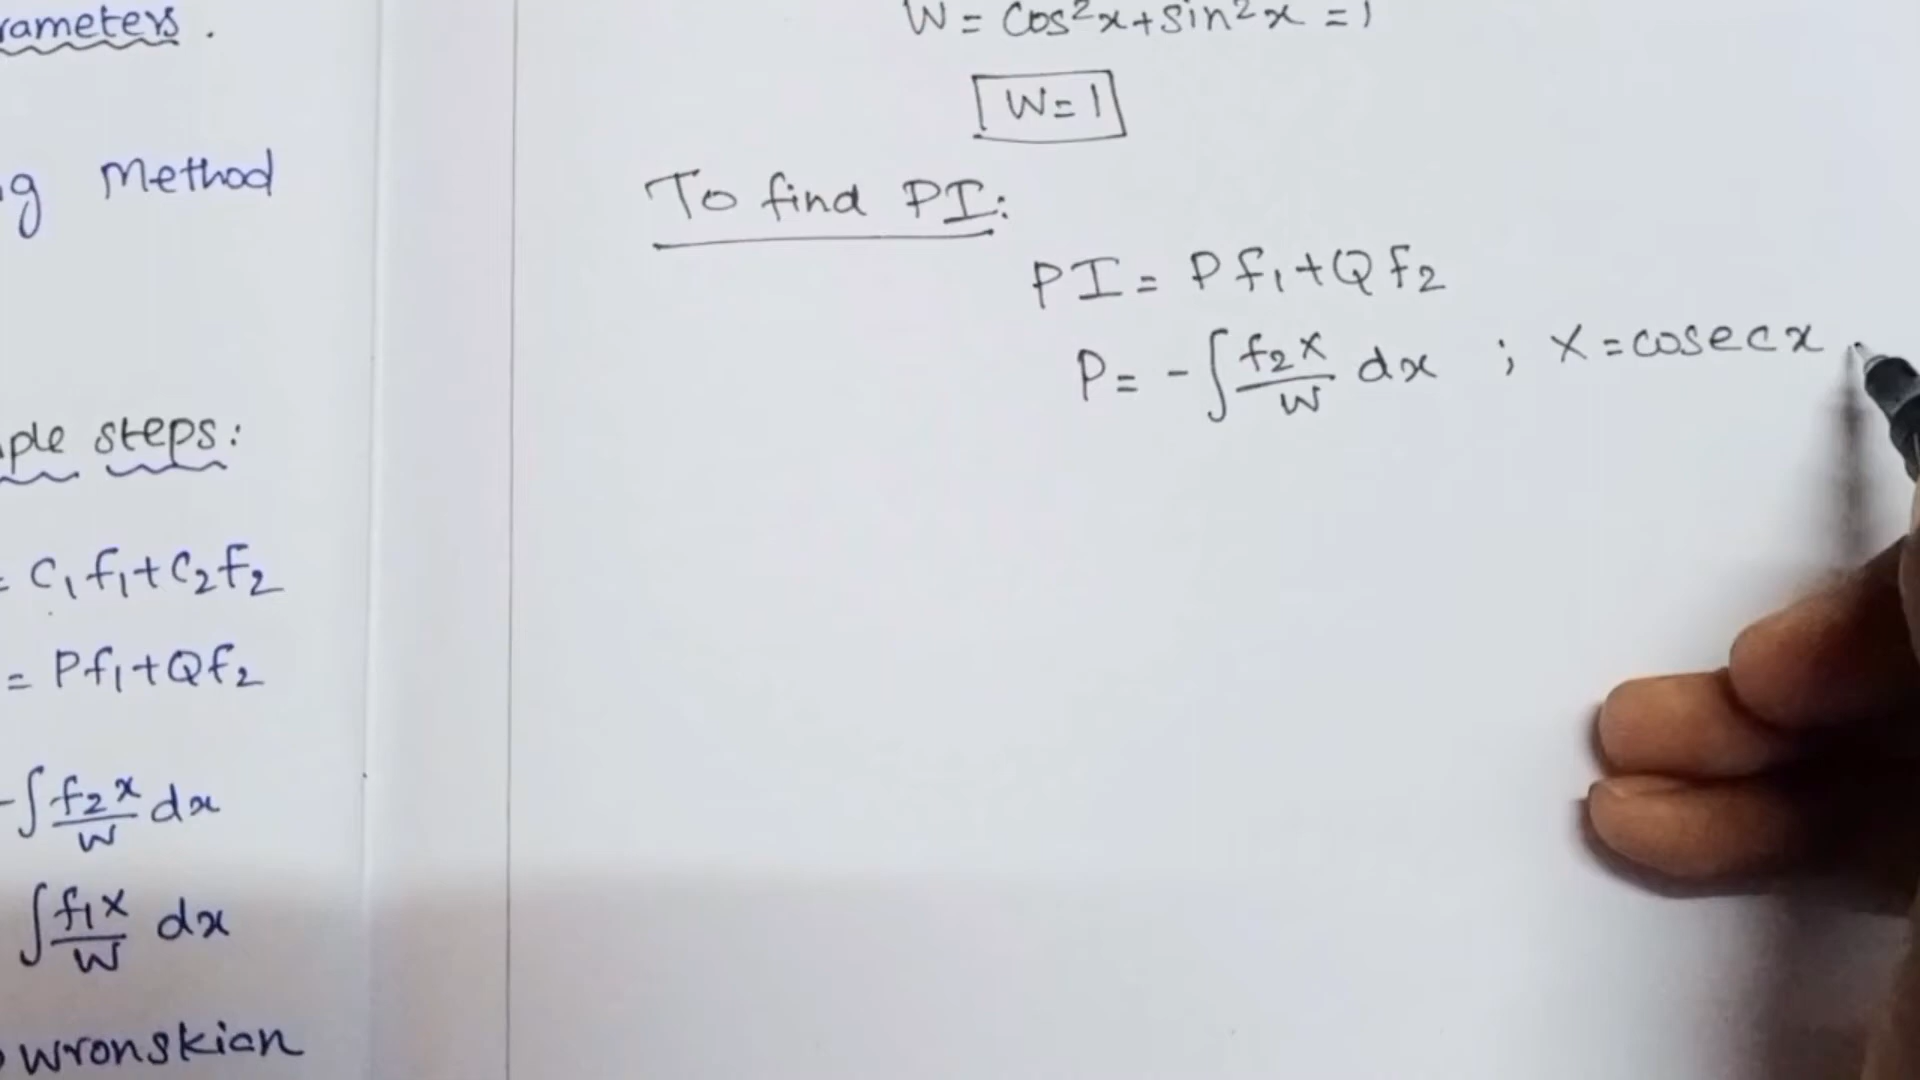 rameters.
g Method
ple steps:
= C₁f₁+C₂f₂
= Pf₁+Qf₂
-∫ f₂X/W dx
∫ f₁X/W dx
wronskian
W = Cos²x+sin²x = 1
W=1
To find PI:
PI = Pf₁+Qf₂
P = -∫ f₂X/W dx ; X = cosecx